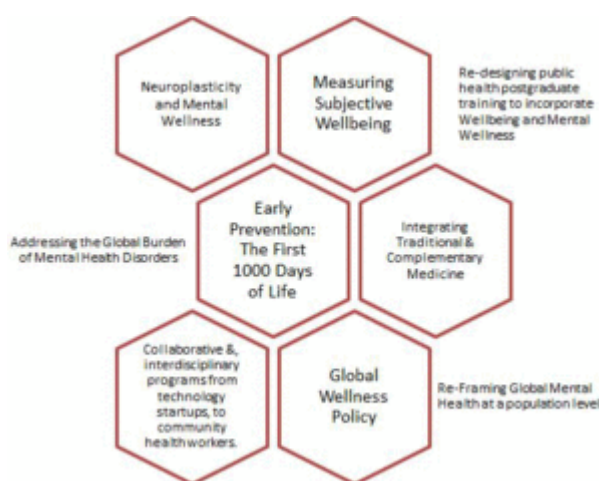 Neuroplasticity
and Mental
Wellness
Measuring
Subjective
Wellbeing
Re-designing public
health postgraduate
training to incorporate
Wellbeing and Mental
Wellness
Addressing the Global Burden
of Mental Health Disorders
Early
Prevention:
The First
1000 Days
of Life
Integrating
Traditional &
Complementary
Medicine
Collaborative &,
interdisciplinary
programs from
technology
startups, to
community
health workers.
Global
Wellness
Policy
Re-Framing Global Mental
Health at a population level